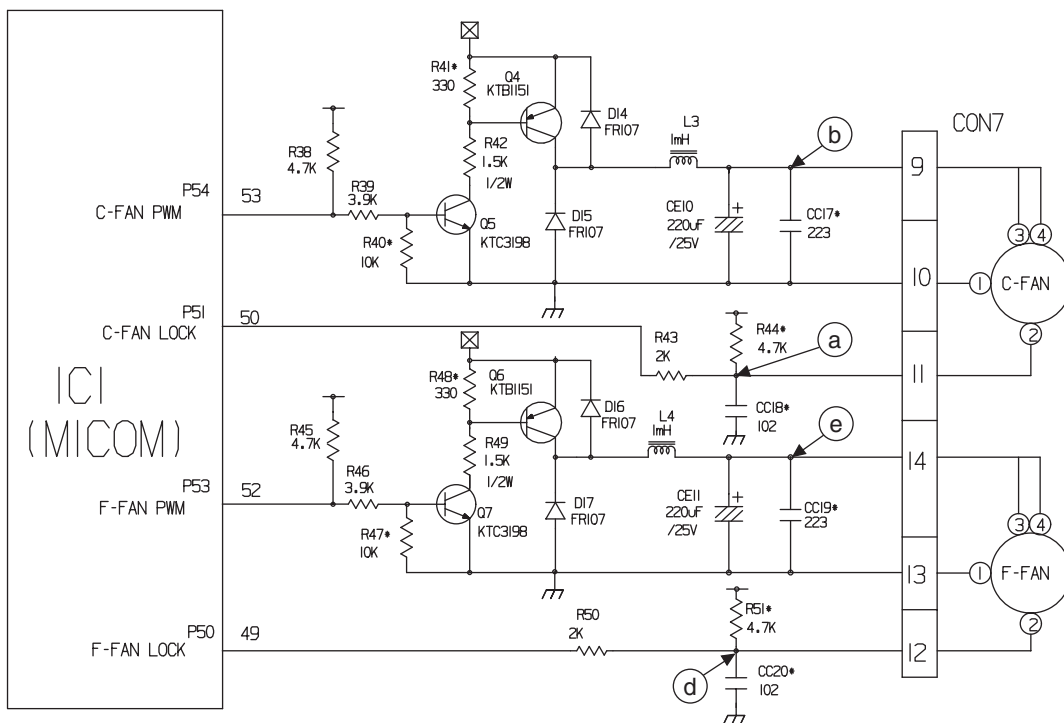 IC1
(MICOM)
P54
C-FAN PWM
53
P51
C-FAN LOCK
50
P53
F-FAN PWM
52
P50
F-FAN LOCK
49
R38
4.7K
R39
3.9K
R40*
10K
R41*
330
R42
1.5K
1/2W
Q4
KTB1151
Q5
KTC3198
D14
FR107
D15
FR107
L3
1mH
CE10
220uF
/25V
+
CC17*
223
b
CON7
9
10
11
14
13
12
3
4
1
C-FAN
2
R43
2K
R44*
4.7K
a
CC18*
102
R45
4.7K
R46
3.9K
R47*
10K
R48*
330
R49
1.5K
1/2W
Q6
KTB1151
Q7
KTC3198
D16
FR107
D17
FR107
L4
1mH
CE11
220uF
/25V
+
CC19*
223
e
3
4
1
F-FAN
2
R50
2K
R51*
4.7K
d
CC20*
102